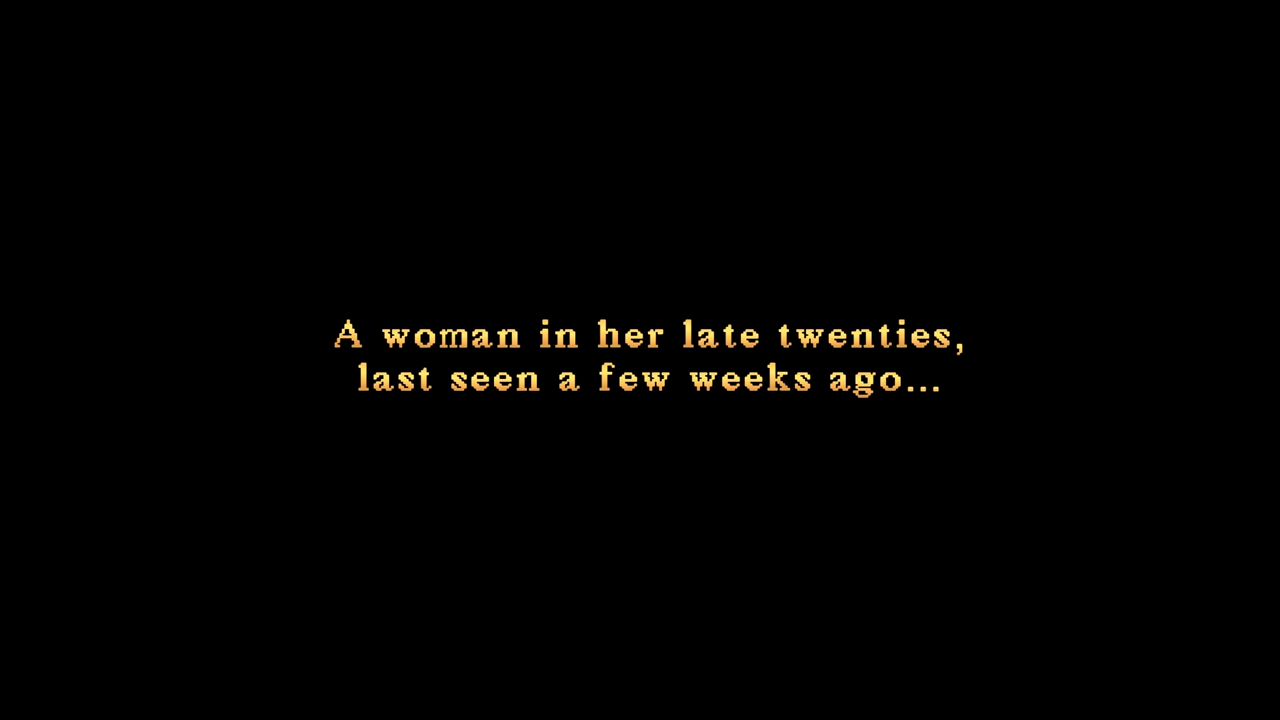 A woman in her late twenties,
last seen a few weeks ago...